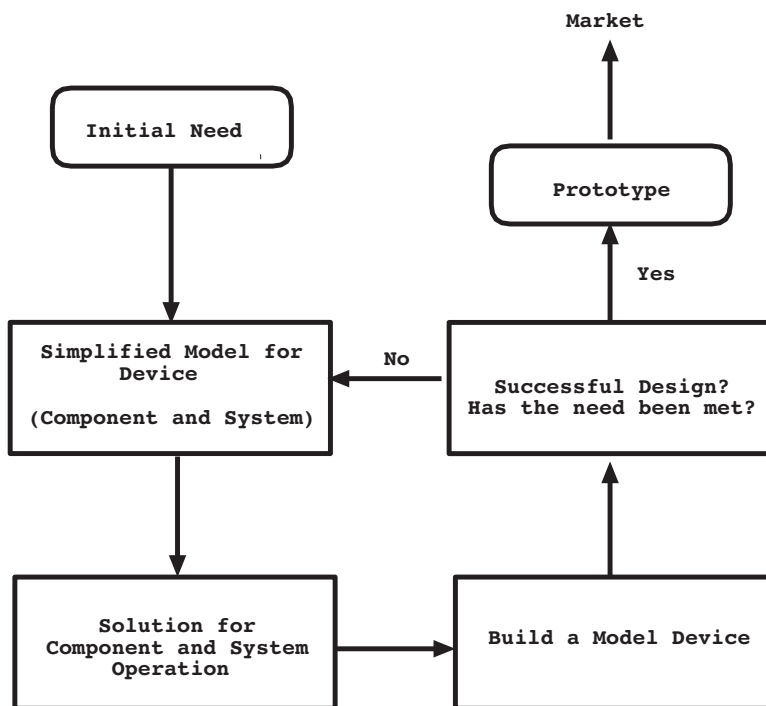 Market
Initial Need
Prototype
Yes
Simplified Model for
Device
(Component and System)
No
Successful Design?
Has the need been met?
Solution for
Component and System
Operation
Build a Model Device